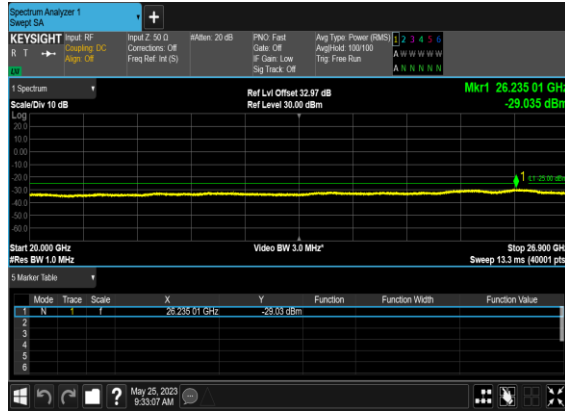 Spectrum Analyzer 1
Swept SA
+
KEYSIGHT Input: RF Input Z: 50 Ω #Atten: 20 dB PNO: Fast Avg Type: Power (RMS) 1 2 3 4 5 6
R T Coupling: DC Corrections: Off Gate: Off Avg|Hold: 100/100 A W W W W W
Align: Off Freq Ref: Int (S) IF Gain: Low Trig: Free Run
Sig Track: Off A N N N N N
LXI
1 Spectrum Ref Lvl Offset 32.97 dB Mkr1 26.235 01 GHz
Scale/Div 10 dB Ref Level 30.00 dBm -29.035 dBm
Log
20.0
10.0
0.00
-10.0
-20.0 1 L1 -25.00 dBm
-30.0
-40.0
-50.0
-60.0
Start 20.000 GHz Video BW 3.0 MHz* Stop 26.900 GHz
#Res BW 1.0 MHz Sweep 13.3 ms (40001 pts)
5 Marker Table
Mode Trace Scale X Y Function Function Width Function Value
1 N 1 f 26.235 01 GHz -29.03 dBm
2
3
4
5
6
? May 25, 2023
9:33:07 AM